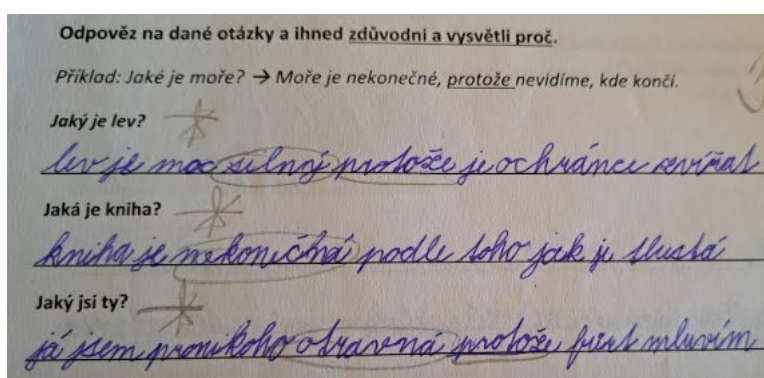 Odpověz na dané otázky a ihned zdůvodni a vysvětli proč.
Příklad: Jaké je moře? → Moře je nekonečné, protože nevidíme, kde končí.
Jaký je lev?
lev je moc silný protože je ochránce zvířat
Jaká je kniha?
kniha je nekonečná podle toho jak je tlustá
Jaký jsi ty?
já jsem pronikoho otravná protože furt mluvím